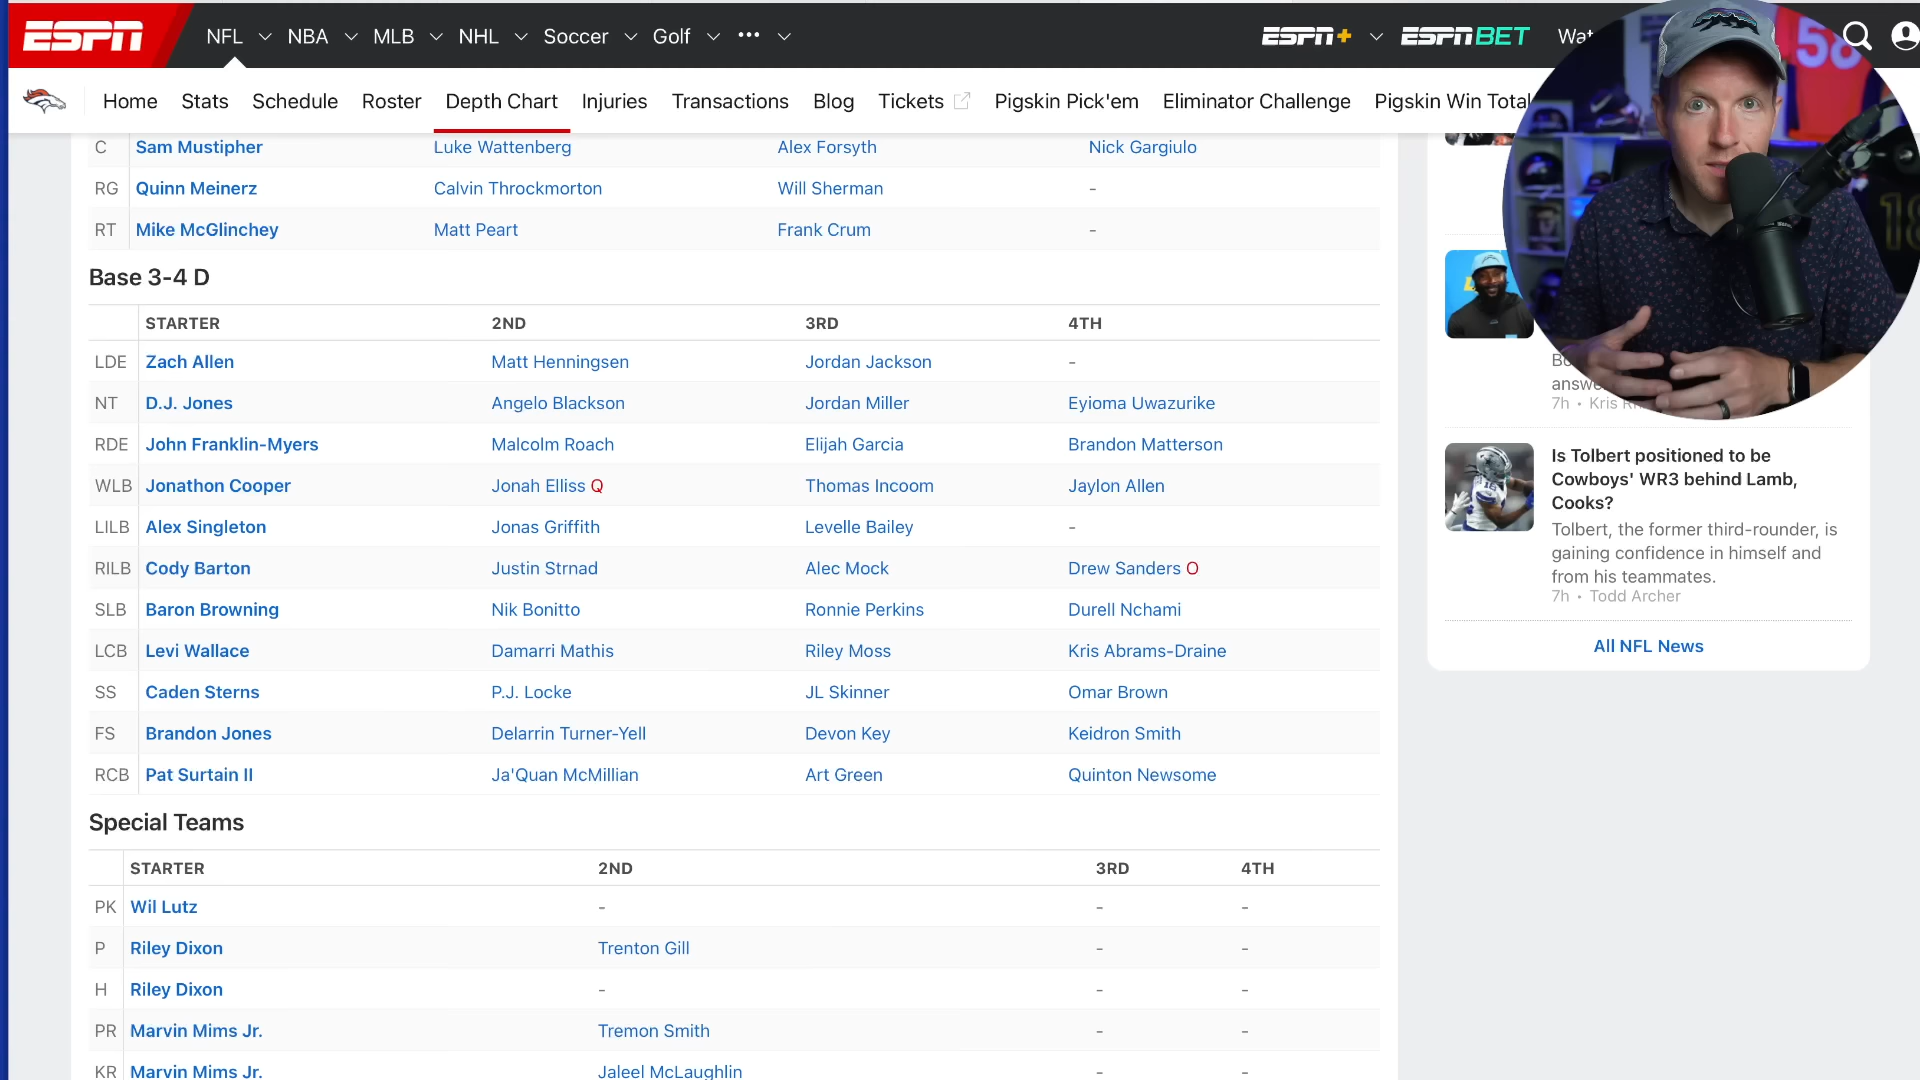 ESPN NFL NBA MLB NHL Soccer Golf ••• ESPN+ ESPN BET
Home Stats Schedule Roster Depth Chart Injuries Transactions Blog Tickets Pigskin Pick'em Eliminator Challenge Pigskin Win
58
18
C Sam Mustipher Luke Wattenberg Alex Forsyth Nick Gargiulo
RG Quinn Meinerz Calvin Throckmorton Will Sherman -
RT Mike McGlinchey Matt Peart Frank Crum -
Base 3-4 D
STARTER 2ND 3RD 4TH
LDE Zach Allen Matt Henningsen Jordan Jackson -
NT D.J. Jones Angelo Blackson Jordan Miller Eyioma Uwazurike
RDE John Franklin-Myers Malcolm Roach Elijah Garcia Brandon Matterson
WLB Jonathon Cooper Jonah Elliss Q Thomas Incoom Jaylon Allen
LILB Alex Singleton Jonas Griffith Levelle Bailey -
RILB Cody Barton Justin Strnad Alec Mock Drew Sanders O
SLB Baron Browning Nik Bonitto Ronnie Perkins Durell Nchami
LCB Levi Wallace Damarri Mathis Riley Moss Kris Abrams-Draine
SS Caden Sterns P.J. Locke JL Skinner Omar Brown
FS Brandon Jones Delarrin Turner-Yell Devon Key Keidron Smith
RCB Pat Surtain II Ja'Quan McMillian Art Green Quinton Newsome
Special Teams
STARTER 2ND 3RD 4TH
PK Wil Lutz - - -
P Riley Dixon Trenton Gill - -
H Riley Dixon - - -
PR Marvin Mims Jr. Tremon Smith - -
KR Marvin Mims Jr. Jaleel McLaughlin - -
7h • Kris
Is Tolbert positioned to be
Cowboys' WR3 behind Lamb,
Cooks?
Tolbert, the former third-rounder, is
gaining confidence in himself and
from his teammates.
7h • Todd Archer
All NFL News